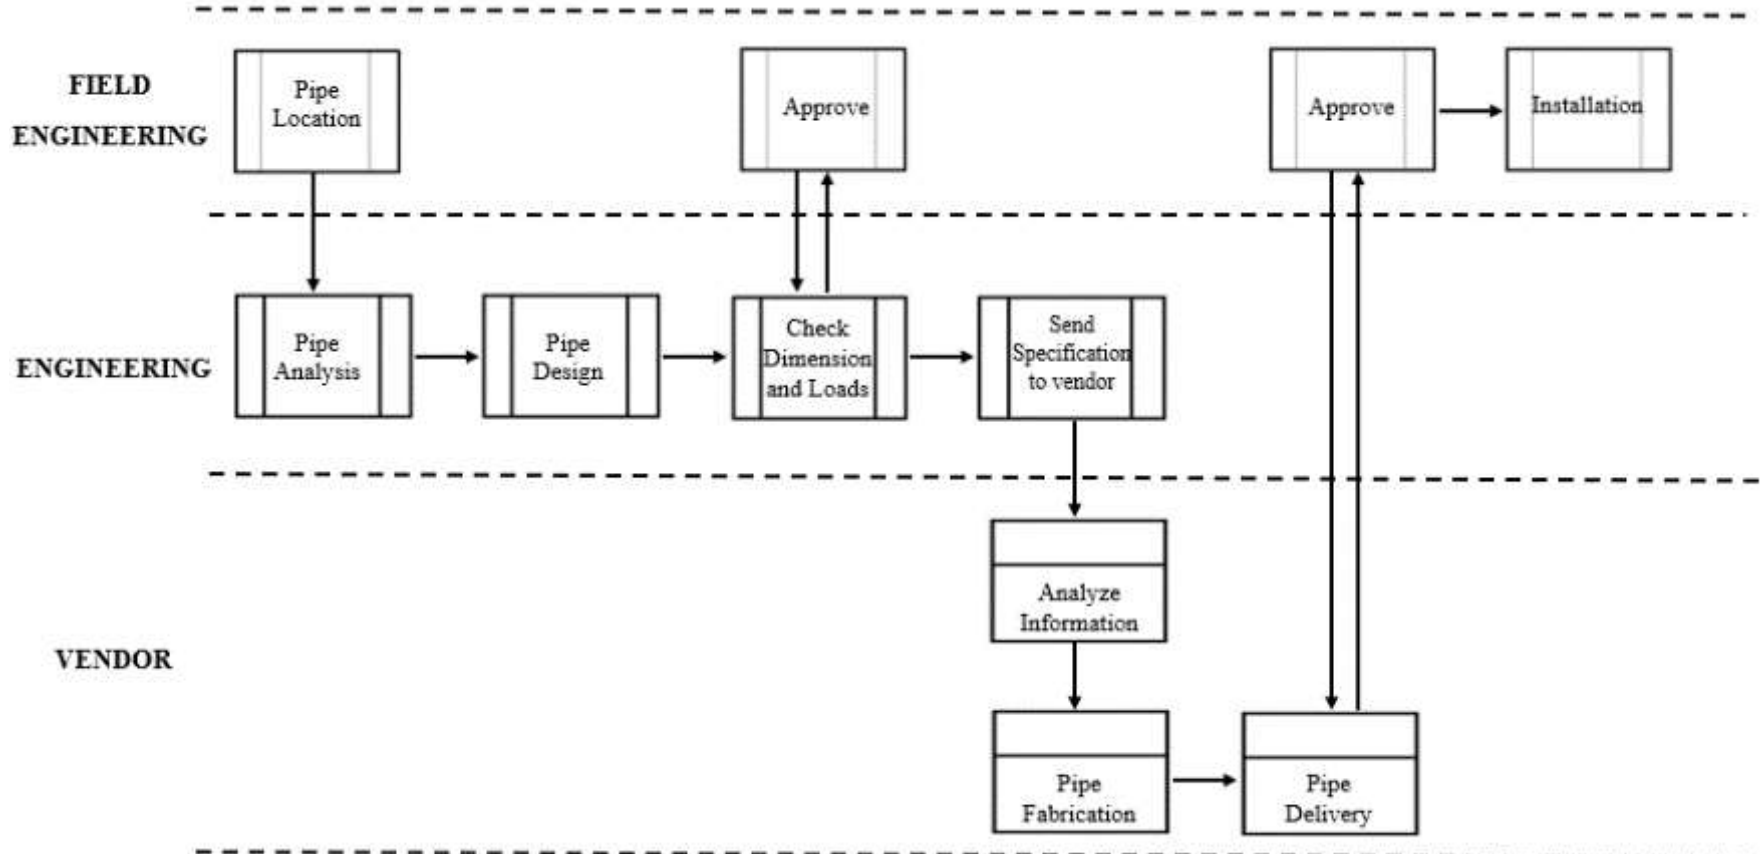 FIELD
ENGINEERING
Pipe
Location
Approve
Approve
Installation
ENGINEERING
Pipe
Analysis
Pipe
Design
Check
Dimension
and Loads
Send
Specification
to vendor
VENDOR
Analyze
Information
Pipe
Fabrication
Pipe
Delivery